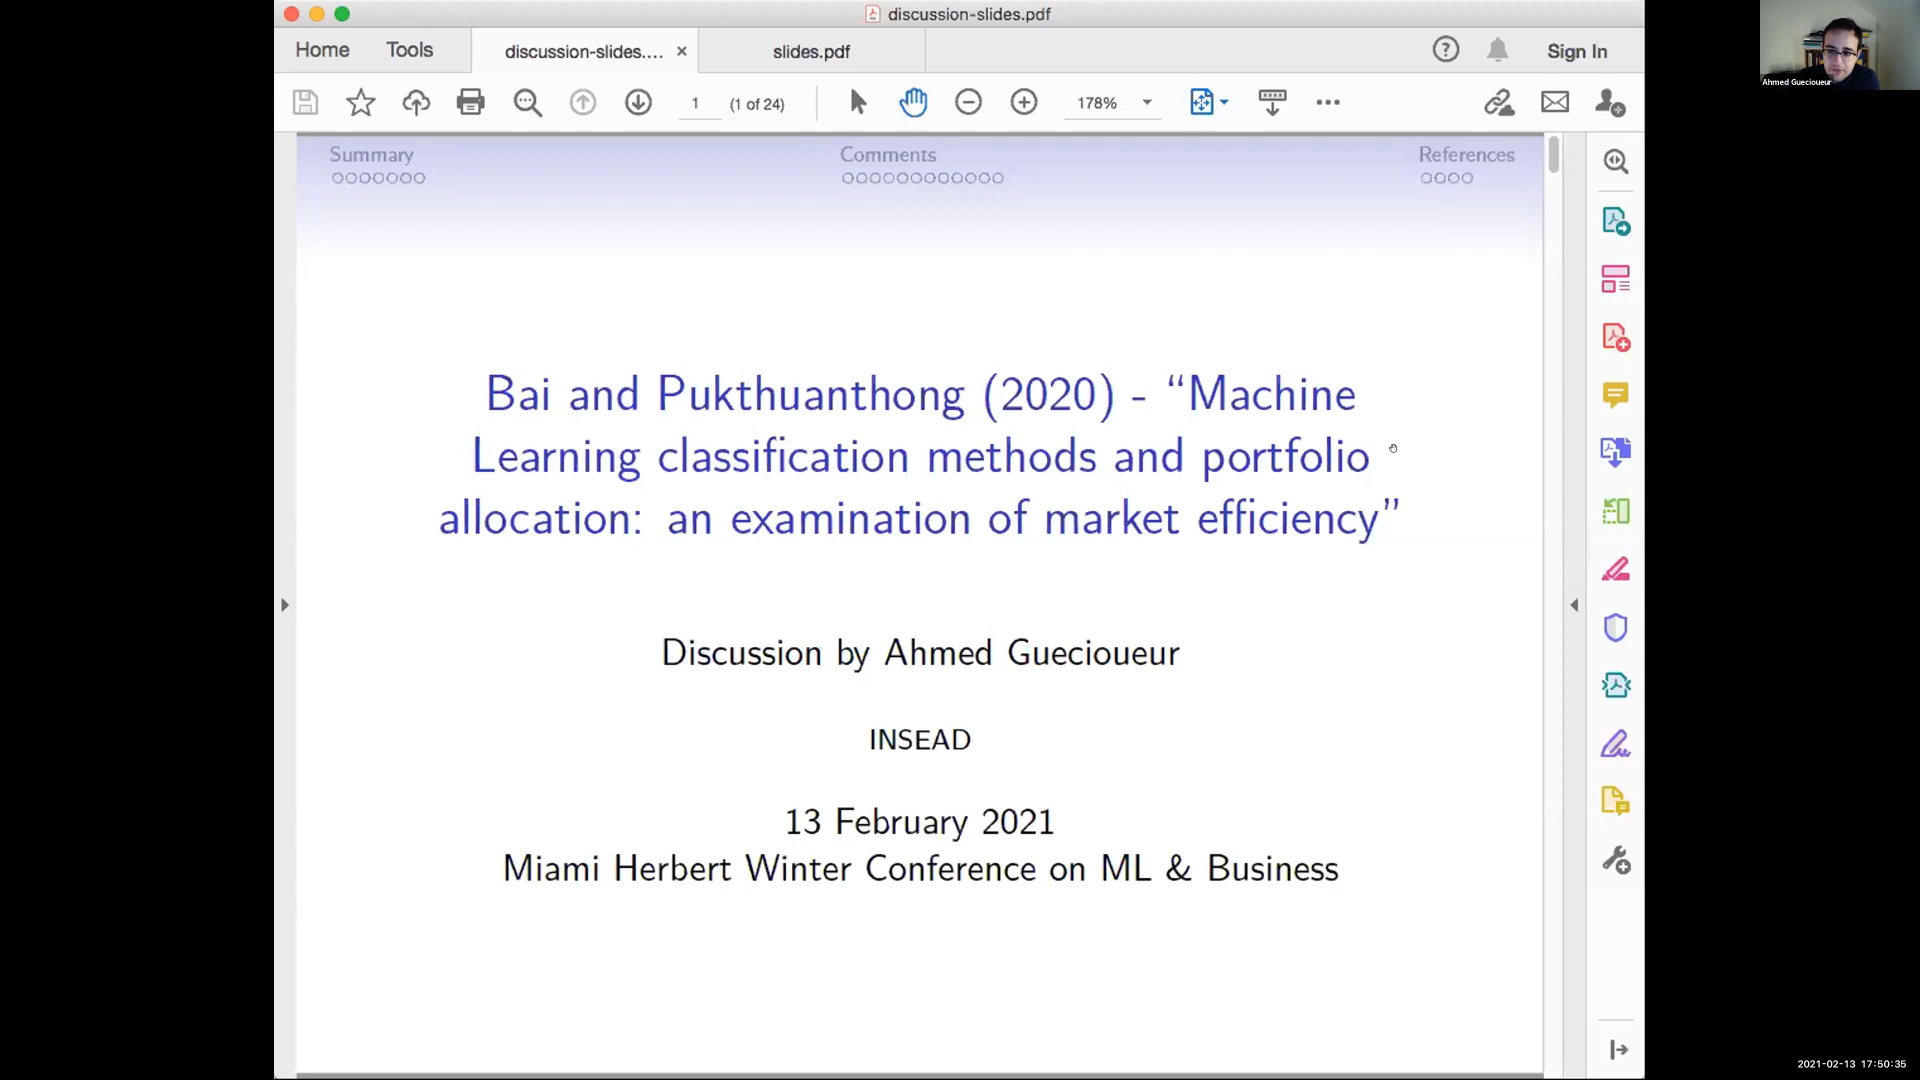 discussion-slides.pdf
Home Tools discussion-slides.... × slides.pdf Sign In
1 (1 of 24) 178%
Summary Comments References
Bai and Pukthuanthong (2020) - “Machine
Learning classification methods and portfolio
allocation: an examination of market efficiency”
Discussion by Ahmed Guecioueur
INSEAD
13 February 2021
Miami Herbert Winter Conference on ML & Business
Ahmed Guecioueur
2021-02-13 17:50:35